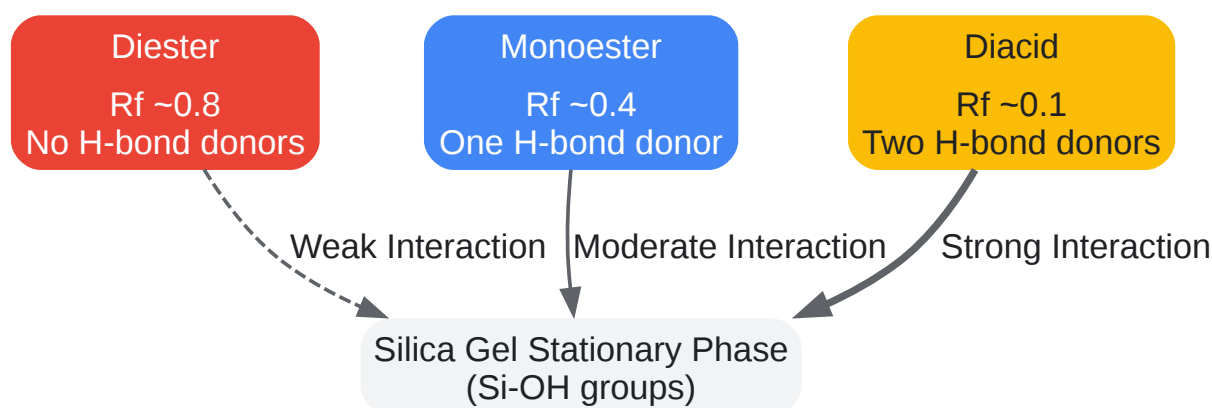 Diester
Rf ~0.8
No H-bond donors
Monoester
Rf ~0.4
One H-bond donor
Diacid
Rf ~0.1
Two H-bond donors
Weak Interaction
Moderate Interaction
Strong Interaction
Silica Gel Stationary Phase
(Si-OH groups)